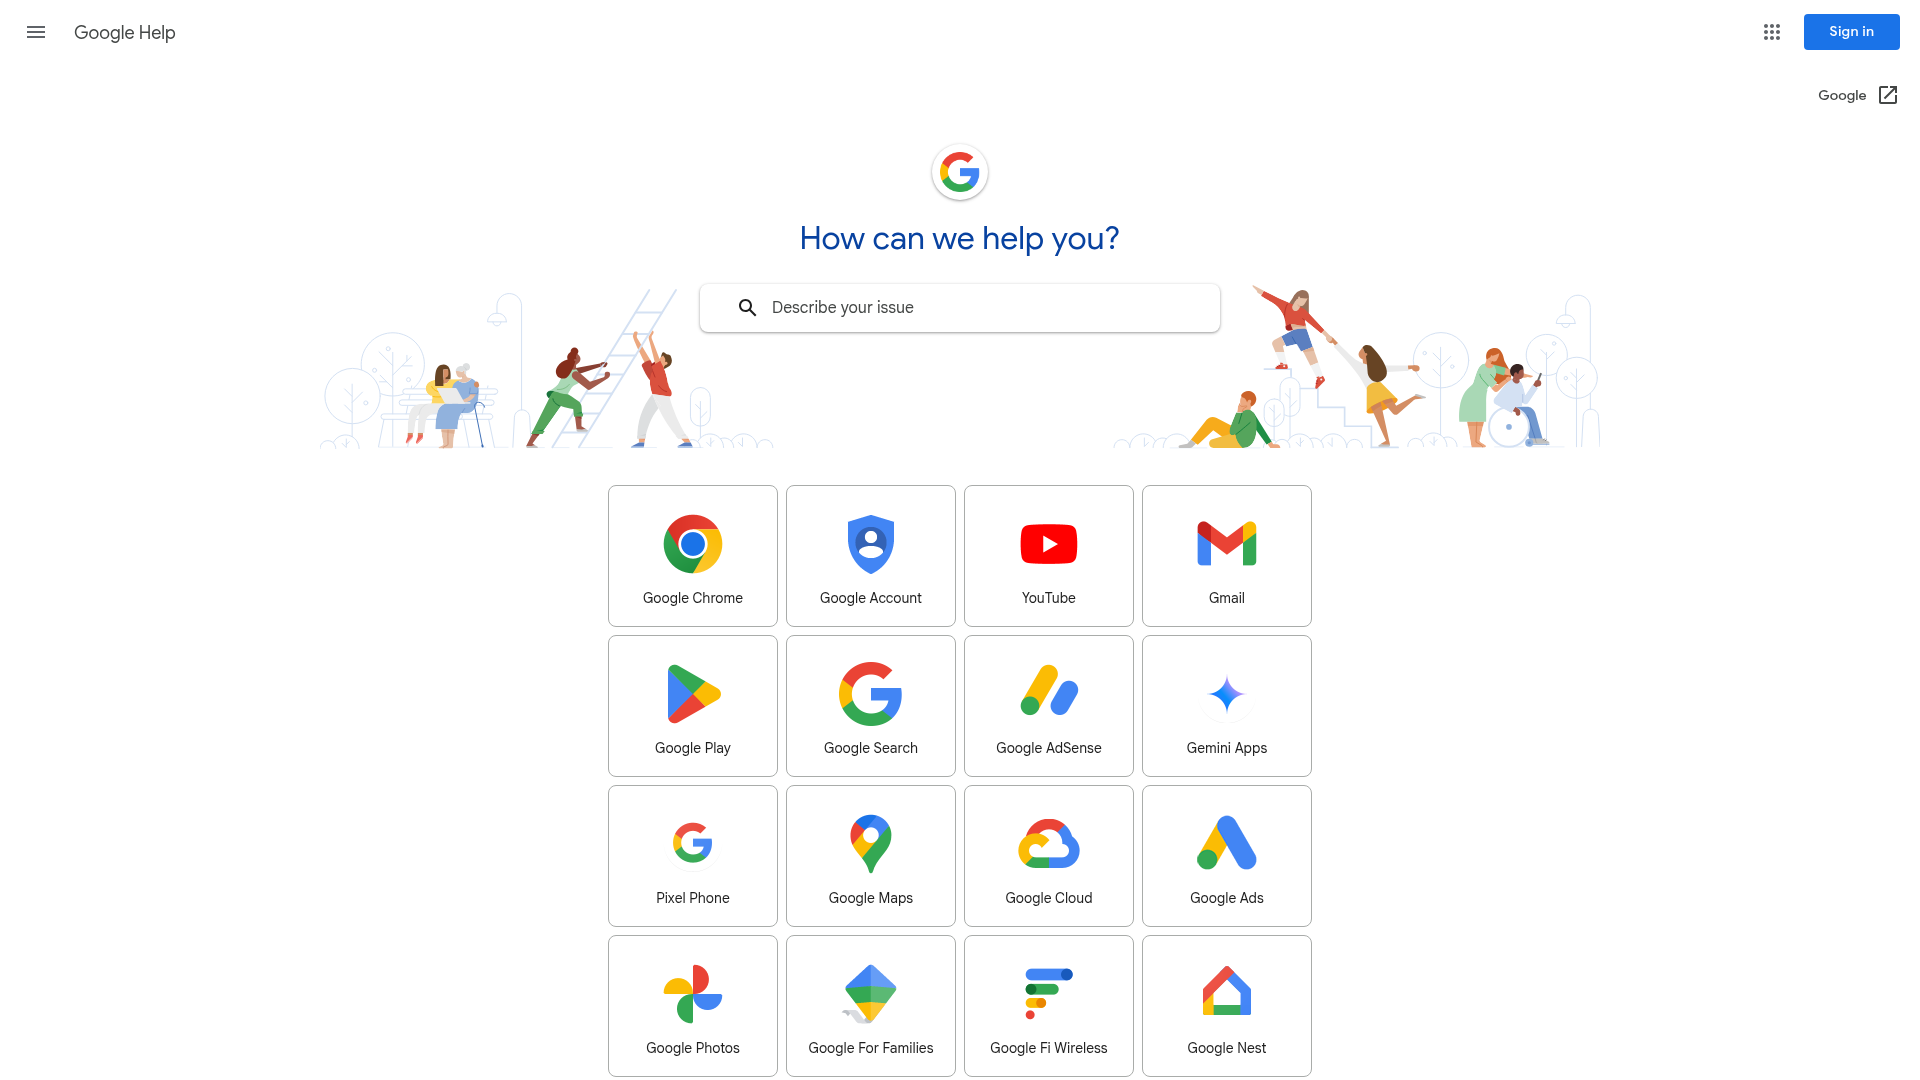 Google Help
Sign in
Google
How can we help you?
Describe your issue
Google Chrome
Google Account
YouTube
Gmail
Google Play
Google Search
Google AdSense
Gemini Apps
Pixel Phone
Google Maps
Google Cloud
Google Ads
Google Photos
Google For Families
Google Fi Wireless
Google Nest